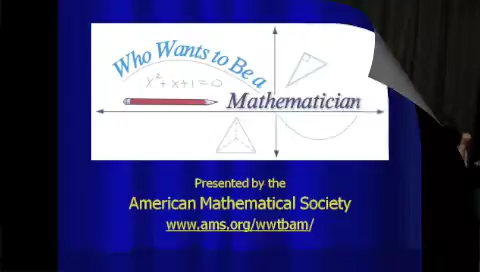 Who Wants to Be a
x² + x + 1 = 0
Mathematician
Presented by the
American Mathematical Society
www.ams.org/wwtbam/